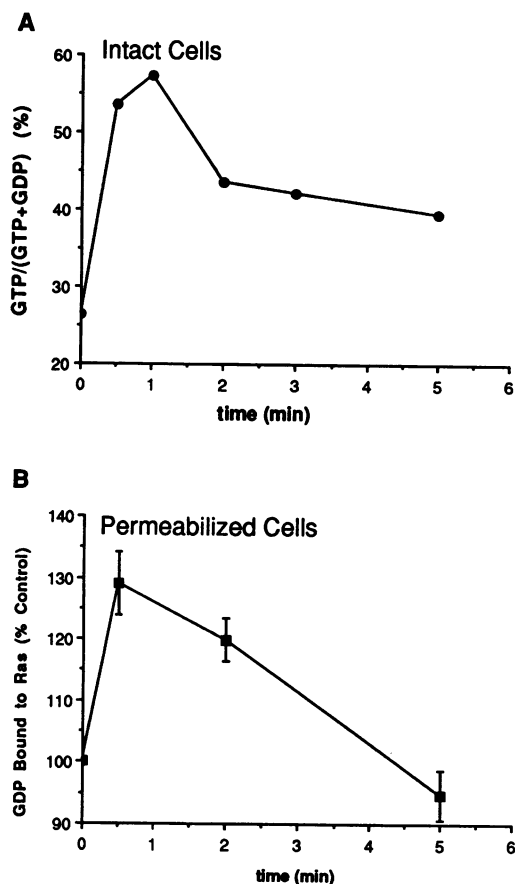 A
Intact Cells
GTP/(GTP+GDP) (%)
60
50
40
30
20
0 1 2 3 4 5 6
time (min)
B
Permeabilized Cells
GDP Bound to Ras (% Control)
140
130
120
110
100
90
0 1 2 3 4 5 6
time (min)